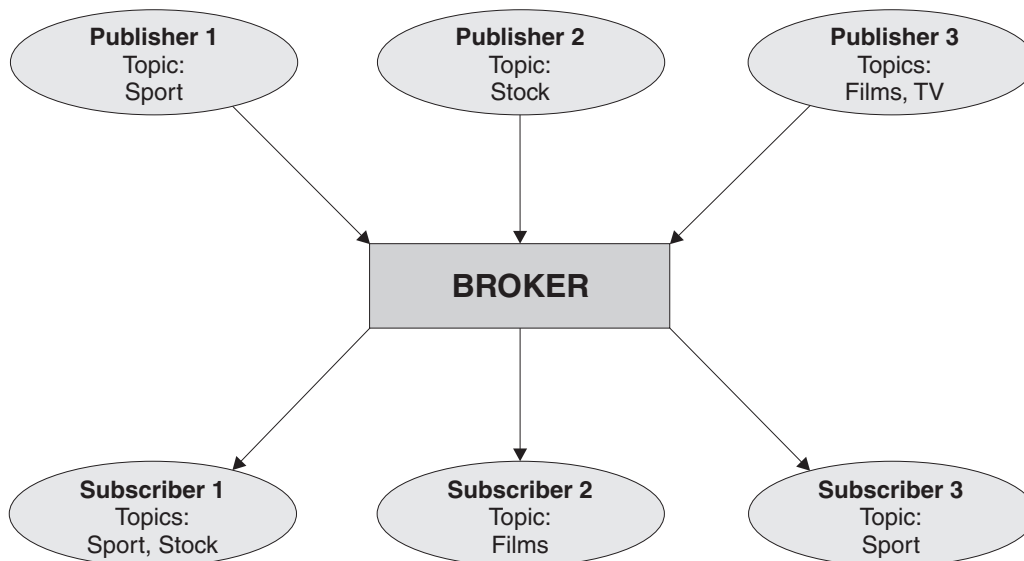 Publisher 1
Topic:
Sport
Publisher 2
Topic:
Stock
Publisher 3
Topics:
Films, TV
BROKER
Subscriber 1
Topics:
Sport, Stock
Subscriber 2
Topic:
Films
Subscriber 3
Topic:
Sport